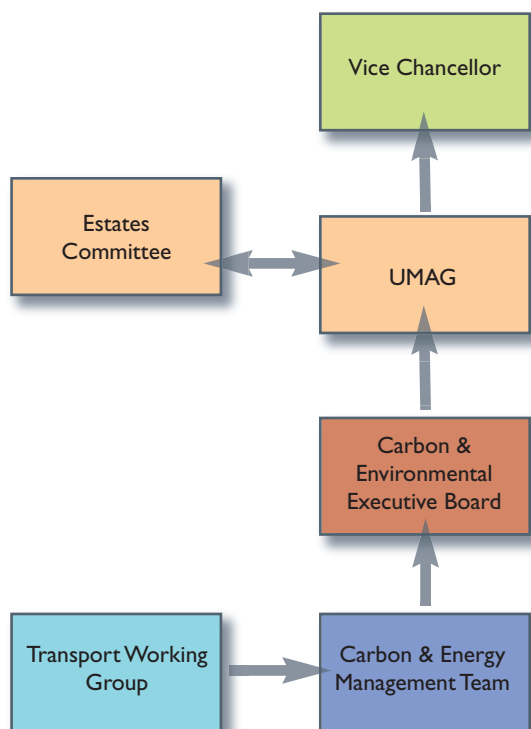 Vice Chancellor
Estates
Committee
UMAG
Carbon &
Environmental
Executive Board
Transport Working
Group
Carbon & Energy
Management Team